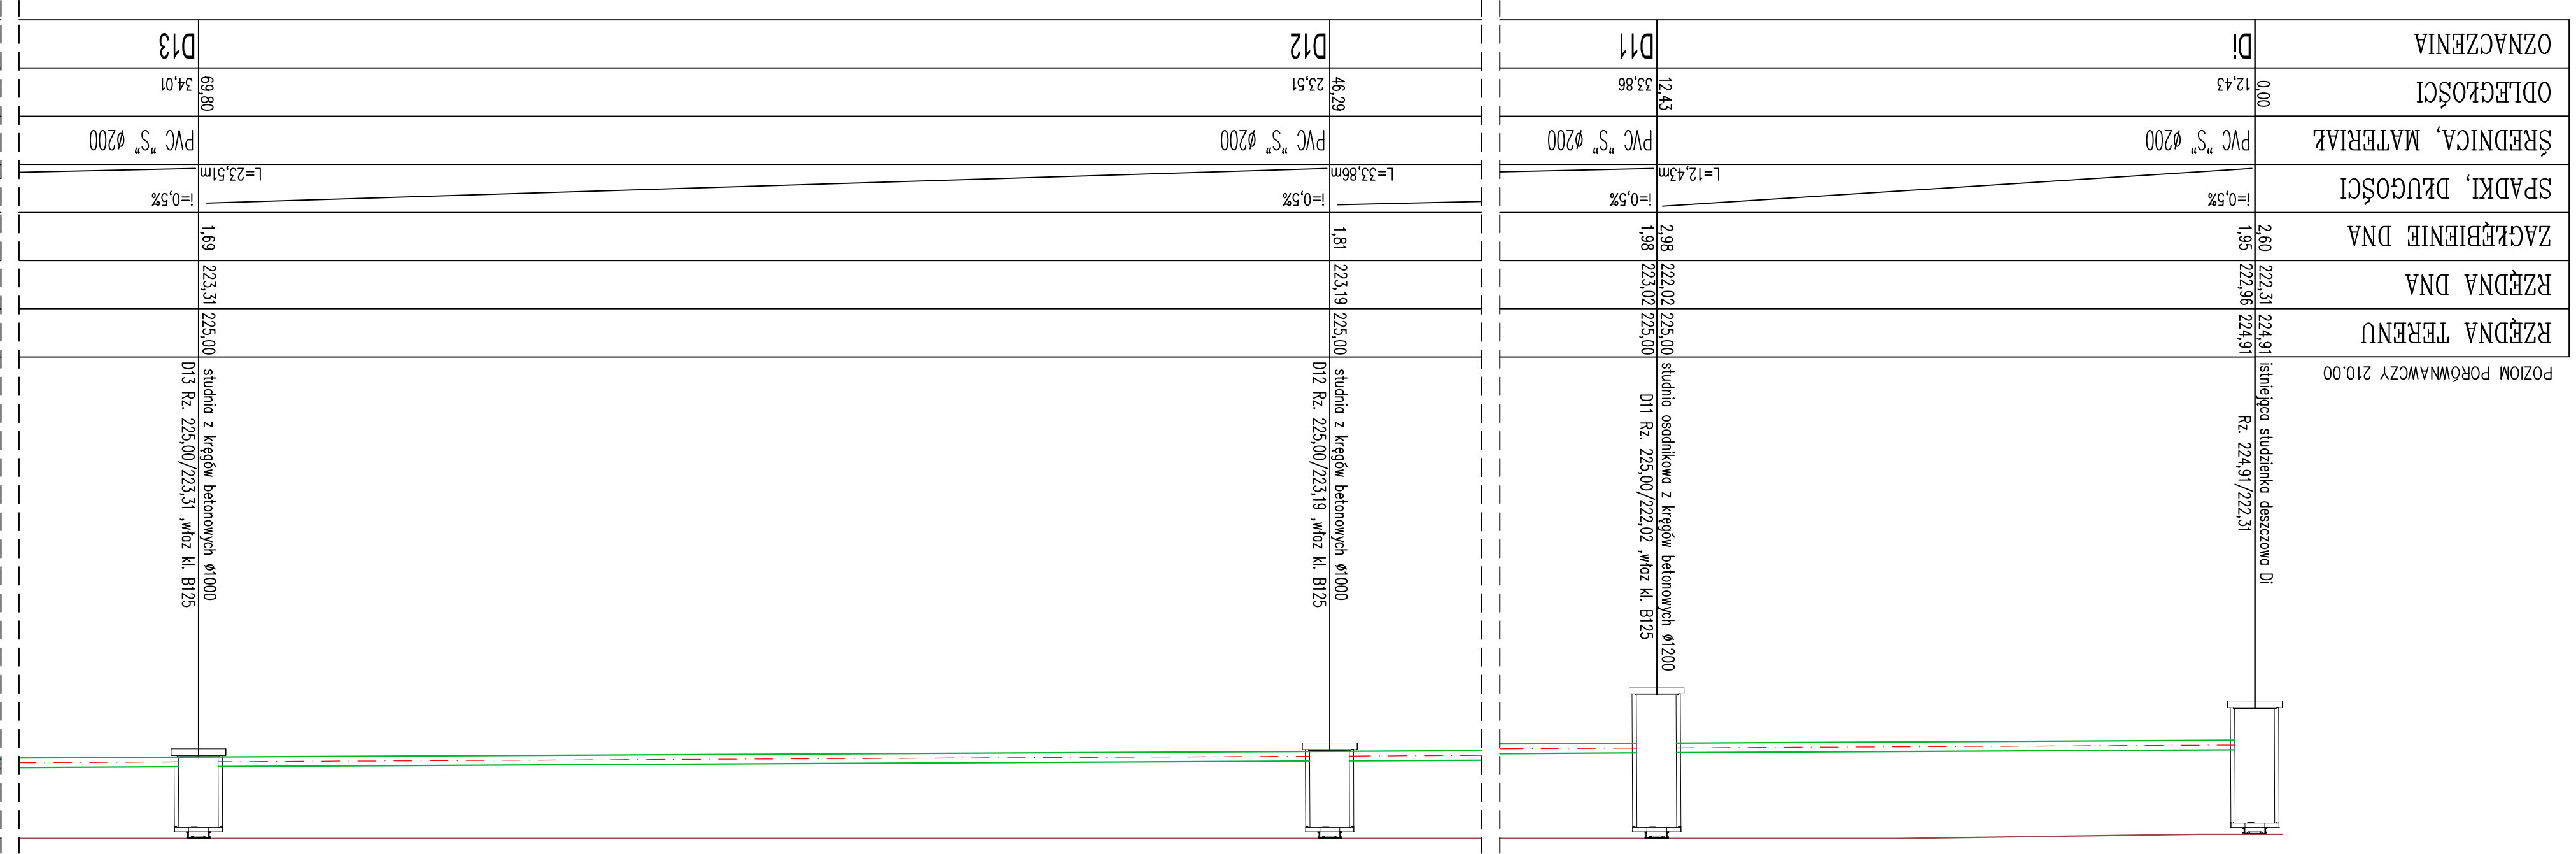 studnia z kręgów betonowych ø1000
D13 Rz. 225,00/223,31 ,właz kl. B125
studnia z kręgów betonowych ø1000
D12 Rz. 225,00/223,19 ,właz kl. B125
studnia osadnikowa z kręgów betonowych ø1200
D11 Rz. 225,00/222,02 ,właz kl. B125
istniejąca studzienka deszczowa Di
Rz. 224,91/222,31
POZIOM PORÓWNAWCZY 210.00
RZĘDNA TERENU
224,91
224,91
225,00
225,00
225,00
225,00
RZĘDNA DNA
222,31
222,96
222,02
223,02
223,19
223,31
ZAGŁĘBIENIE DNA
2,60
1,95
2,98
1,98
1,81
1,69
SPADKI, DŁUGOŚCI
i=0,5%
L=12,43m
i=0,5%
L=33,86m
i=0,5%
L=23,51m
i=0,5%
ŚREDNICA, MATERIAŁ
PVC "S" ø200
PVC "S" ø200
PVC "S" ø200
PVC "S" ø200
ODLEGŁOŚCI
0,00
12,43
12,43
33,86
46,29
23,51
69,80
34,01
OZNACZENIA
Di
D11
D12
D13